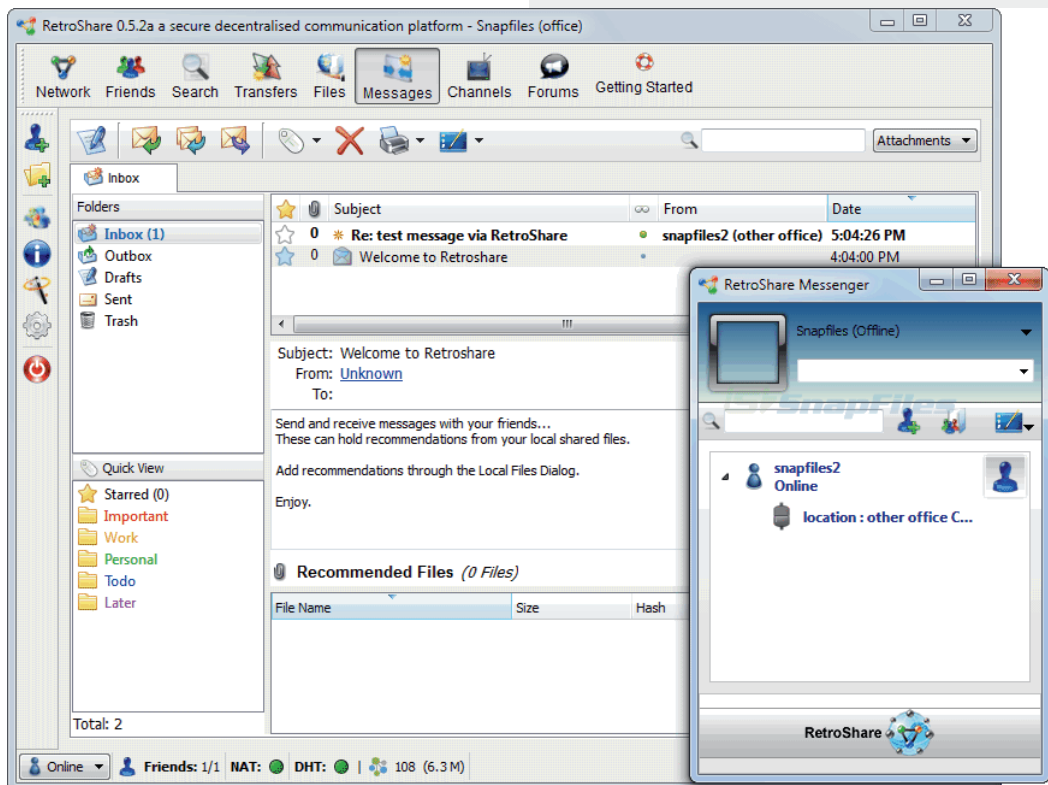 RetroShare 0.5.2a a secure decentralised communication platform - Snapfiles (office)
Network Friends Search Transfers Files Messages Channels Forums Getting Started
Attachments
Inbox
Folders
Inbox (1)
Outbox
Drafts
Sent
Trash
Subject From Date
0 Re: test message via RetroShare snapfiles2 (other office) 5:04:26 PM
0 Welcome to Retroshare 4:04:00 PM
Subject: Welcome to Retroshare
From: Unknown
To:
Send and receive messages with your friends...
These can hold recommendations from your local shared files.
Add recommendations through the Local Files Dialog.
Enjoy.
Quick View
Starred (0)
Important
Work
Personal
Todo
Later
Total: 2
Recommended Files (0 Files)
File Name Size Hash
RetroShare Messenger
Snapfiles (Offline)
SnapFiles
snapfiles2
Online
location : other office C...
RetroShare
Online Friends: 1/1 NAT: DHT: | 108 (6.3 M)